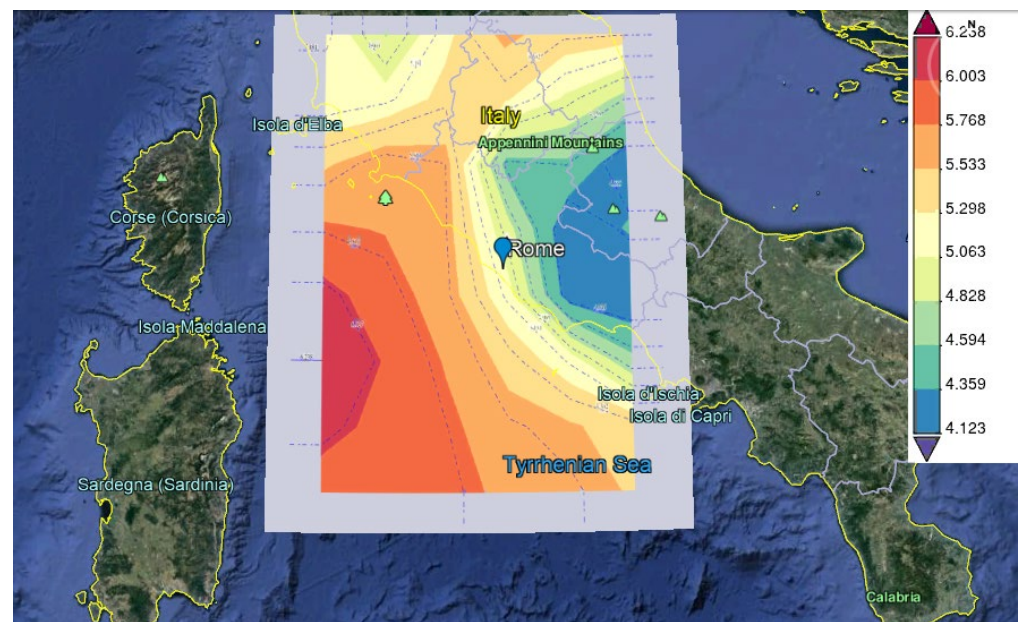 N
6.238
6.003
5.768
5.533
5.298
5.063
4.828
4.594
4.359
4.123
Italy
Isola d'Elba
Appennini Mountains
Corse (Corsica)
Rome
Isola Maddalena
Isola d'Ischia
Isola di Capri
Tyrrhenian Sea
Sardegna (Sardinia)
Calabria